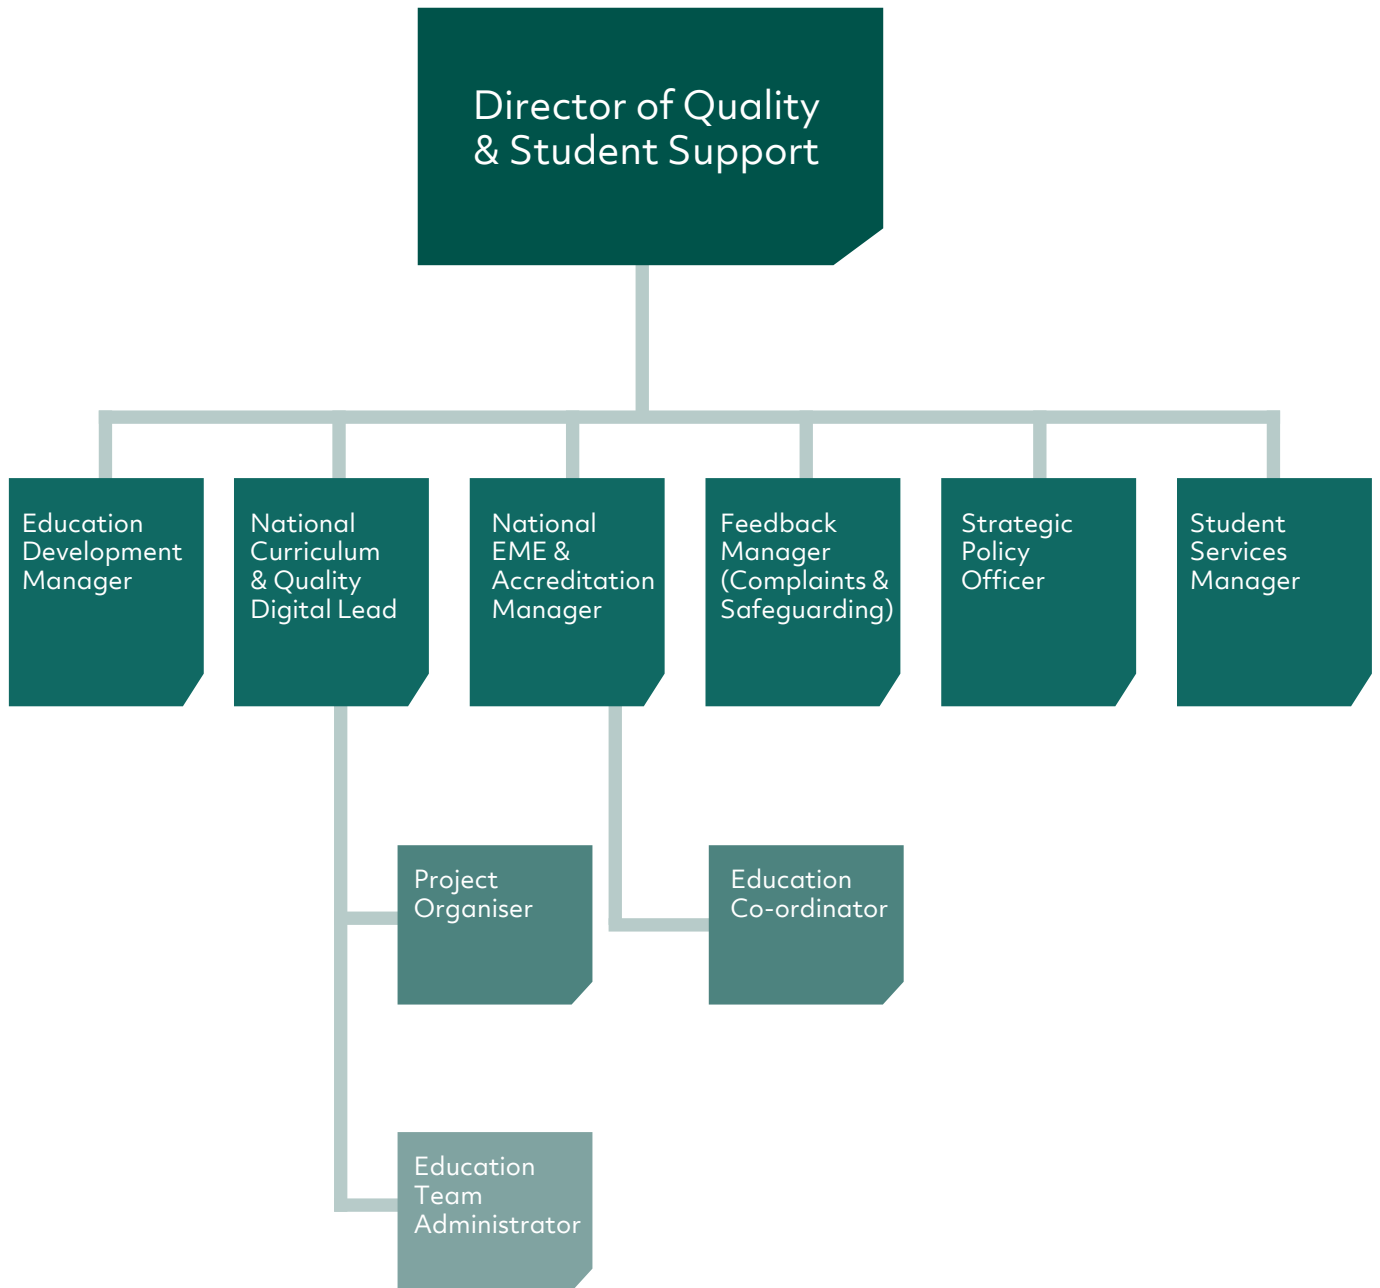 Director of Quality
& Student Support
Education
Development
Manager
National
Curriculum
& Quality
Digital Lead
National
EME &
Accreditation
Manager
Feedback
Manager
(Complaints &
Safeguarding)
Strategic
Policy
Officer
Student
Services
Manager
Project
Organiser
Education
Co-ordinator
Education
Team
Administrator